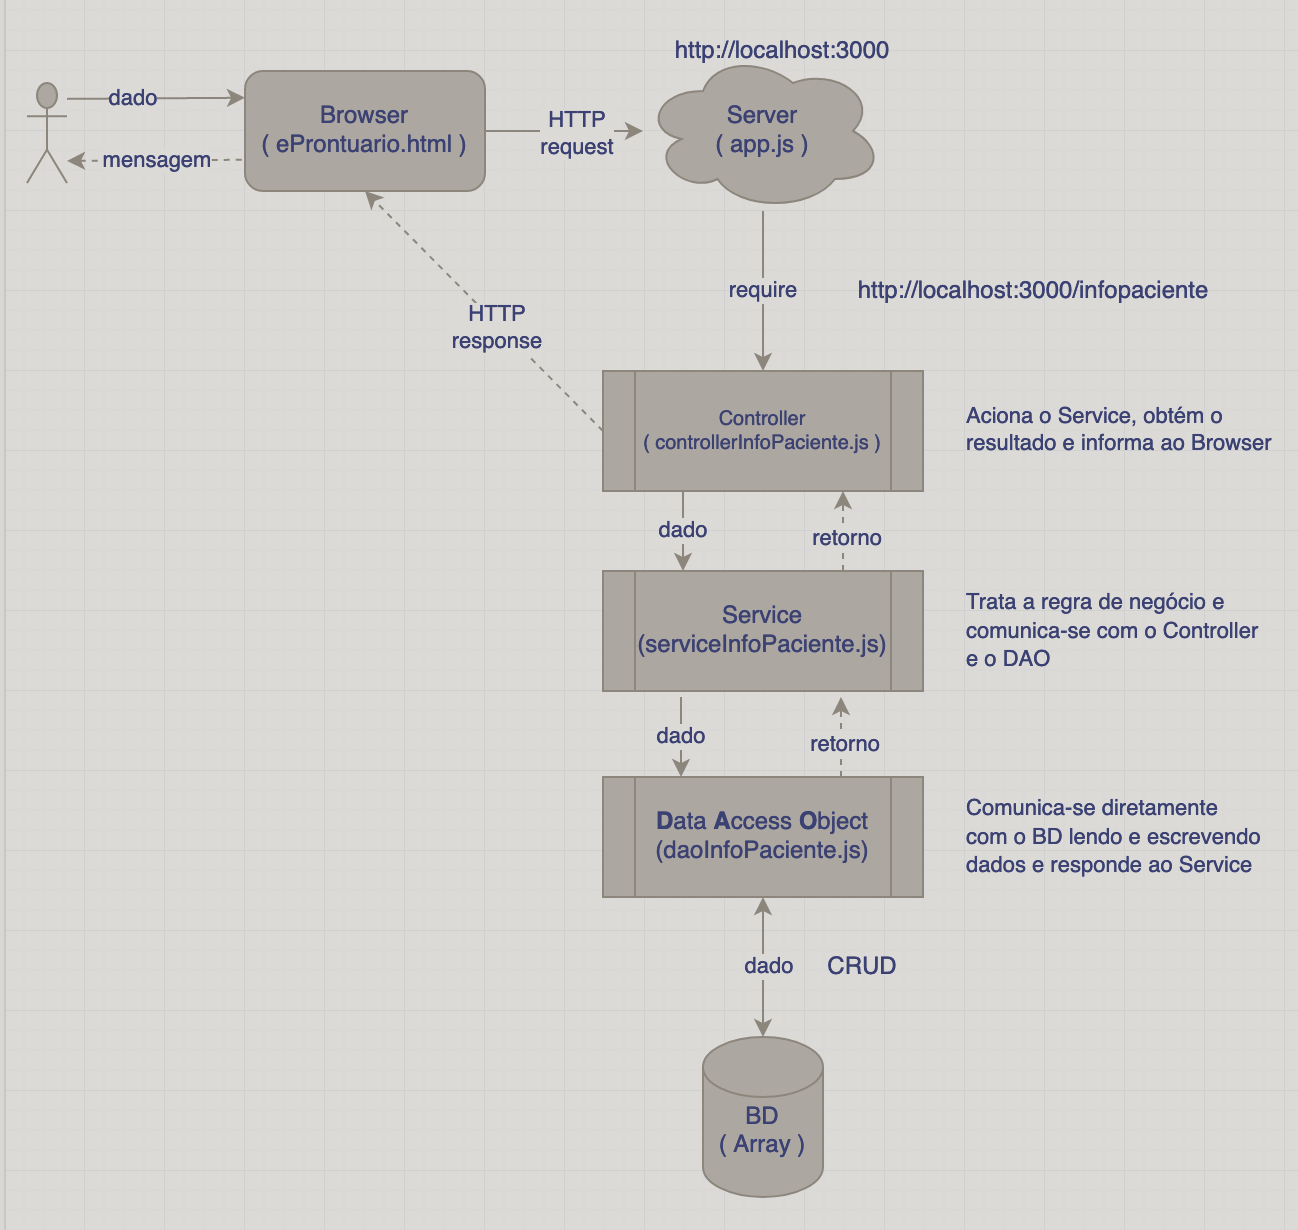 http://localhost:3000
dado
Browser
( eProntuario.html )
mensagem
HTTP
request
Server
( app.js )
require
http://localhost:3000/infopaciente
HTTP
response
Controller
( controllerInfoPaciente.js )
Aciona o Service, obtém o
resultado e informa ao Browser
dado
retorno
Service
(serviceInfoPaciente.js)
Trata a regra de negócio e
comunica-se com o Controller
e o DAO
dado
retorno
Data Access Object
(daoInfoPaciente.js)
Comunica-se diretamente
com o BD lendo e escrevendo
dados e responde ao Service
dado
CRUD
BD
( Array )